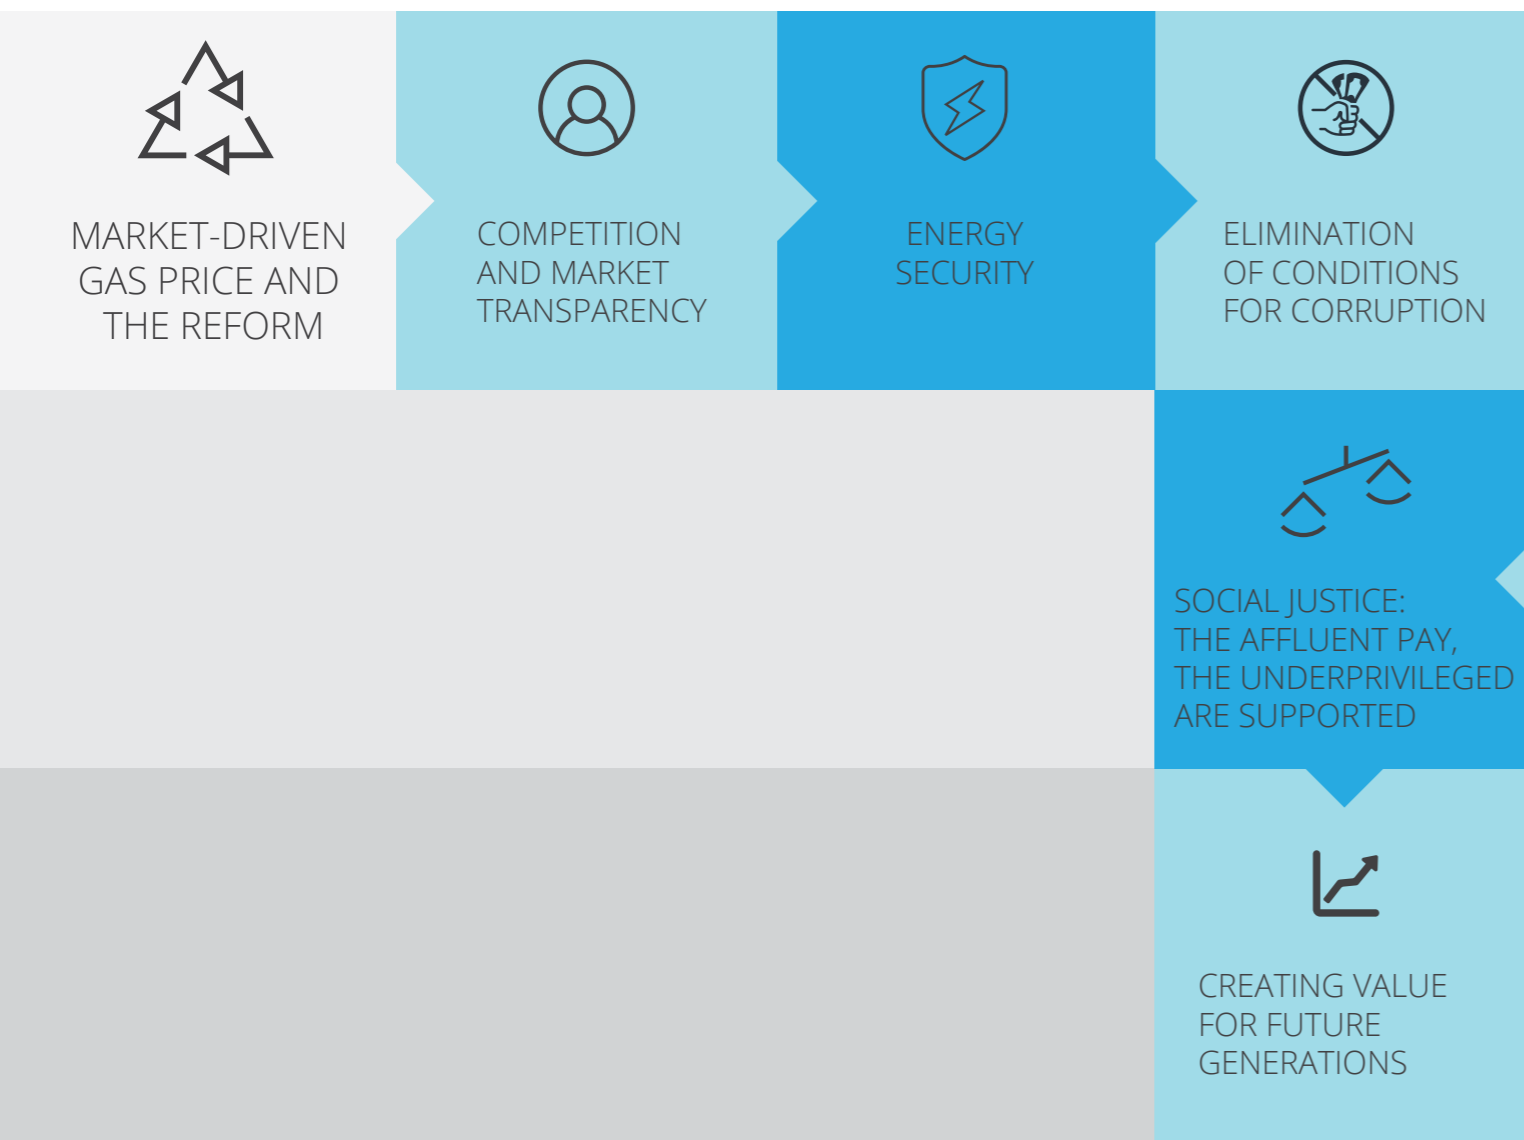 MARKET-DRIVEN
GAS PRICE AND
THE REFORM
COMPETITION
AND MARKET
TRANSPARENCY
ENERGY
SECURITY
ELIMINATION
OF CONDITIONS
FOR CORRUPTION
SOCIAL JUSTICE:
THE AFFLUENT PAY,
THE UNDERPRIVILEGED
ARE SUPPORTED
CREATING VALUE
FOR FUTURE
GENERATIONS